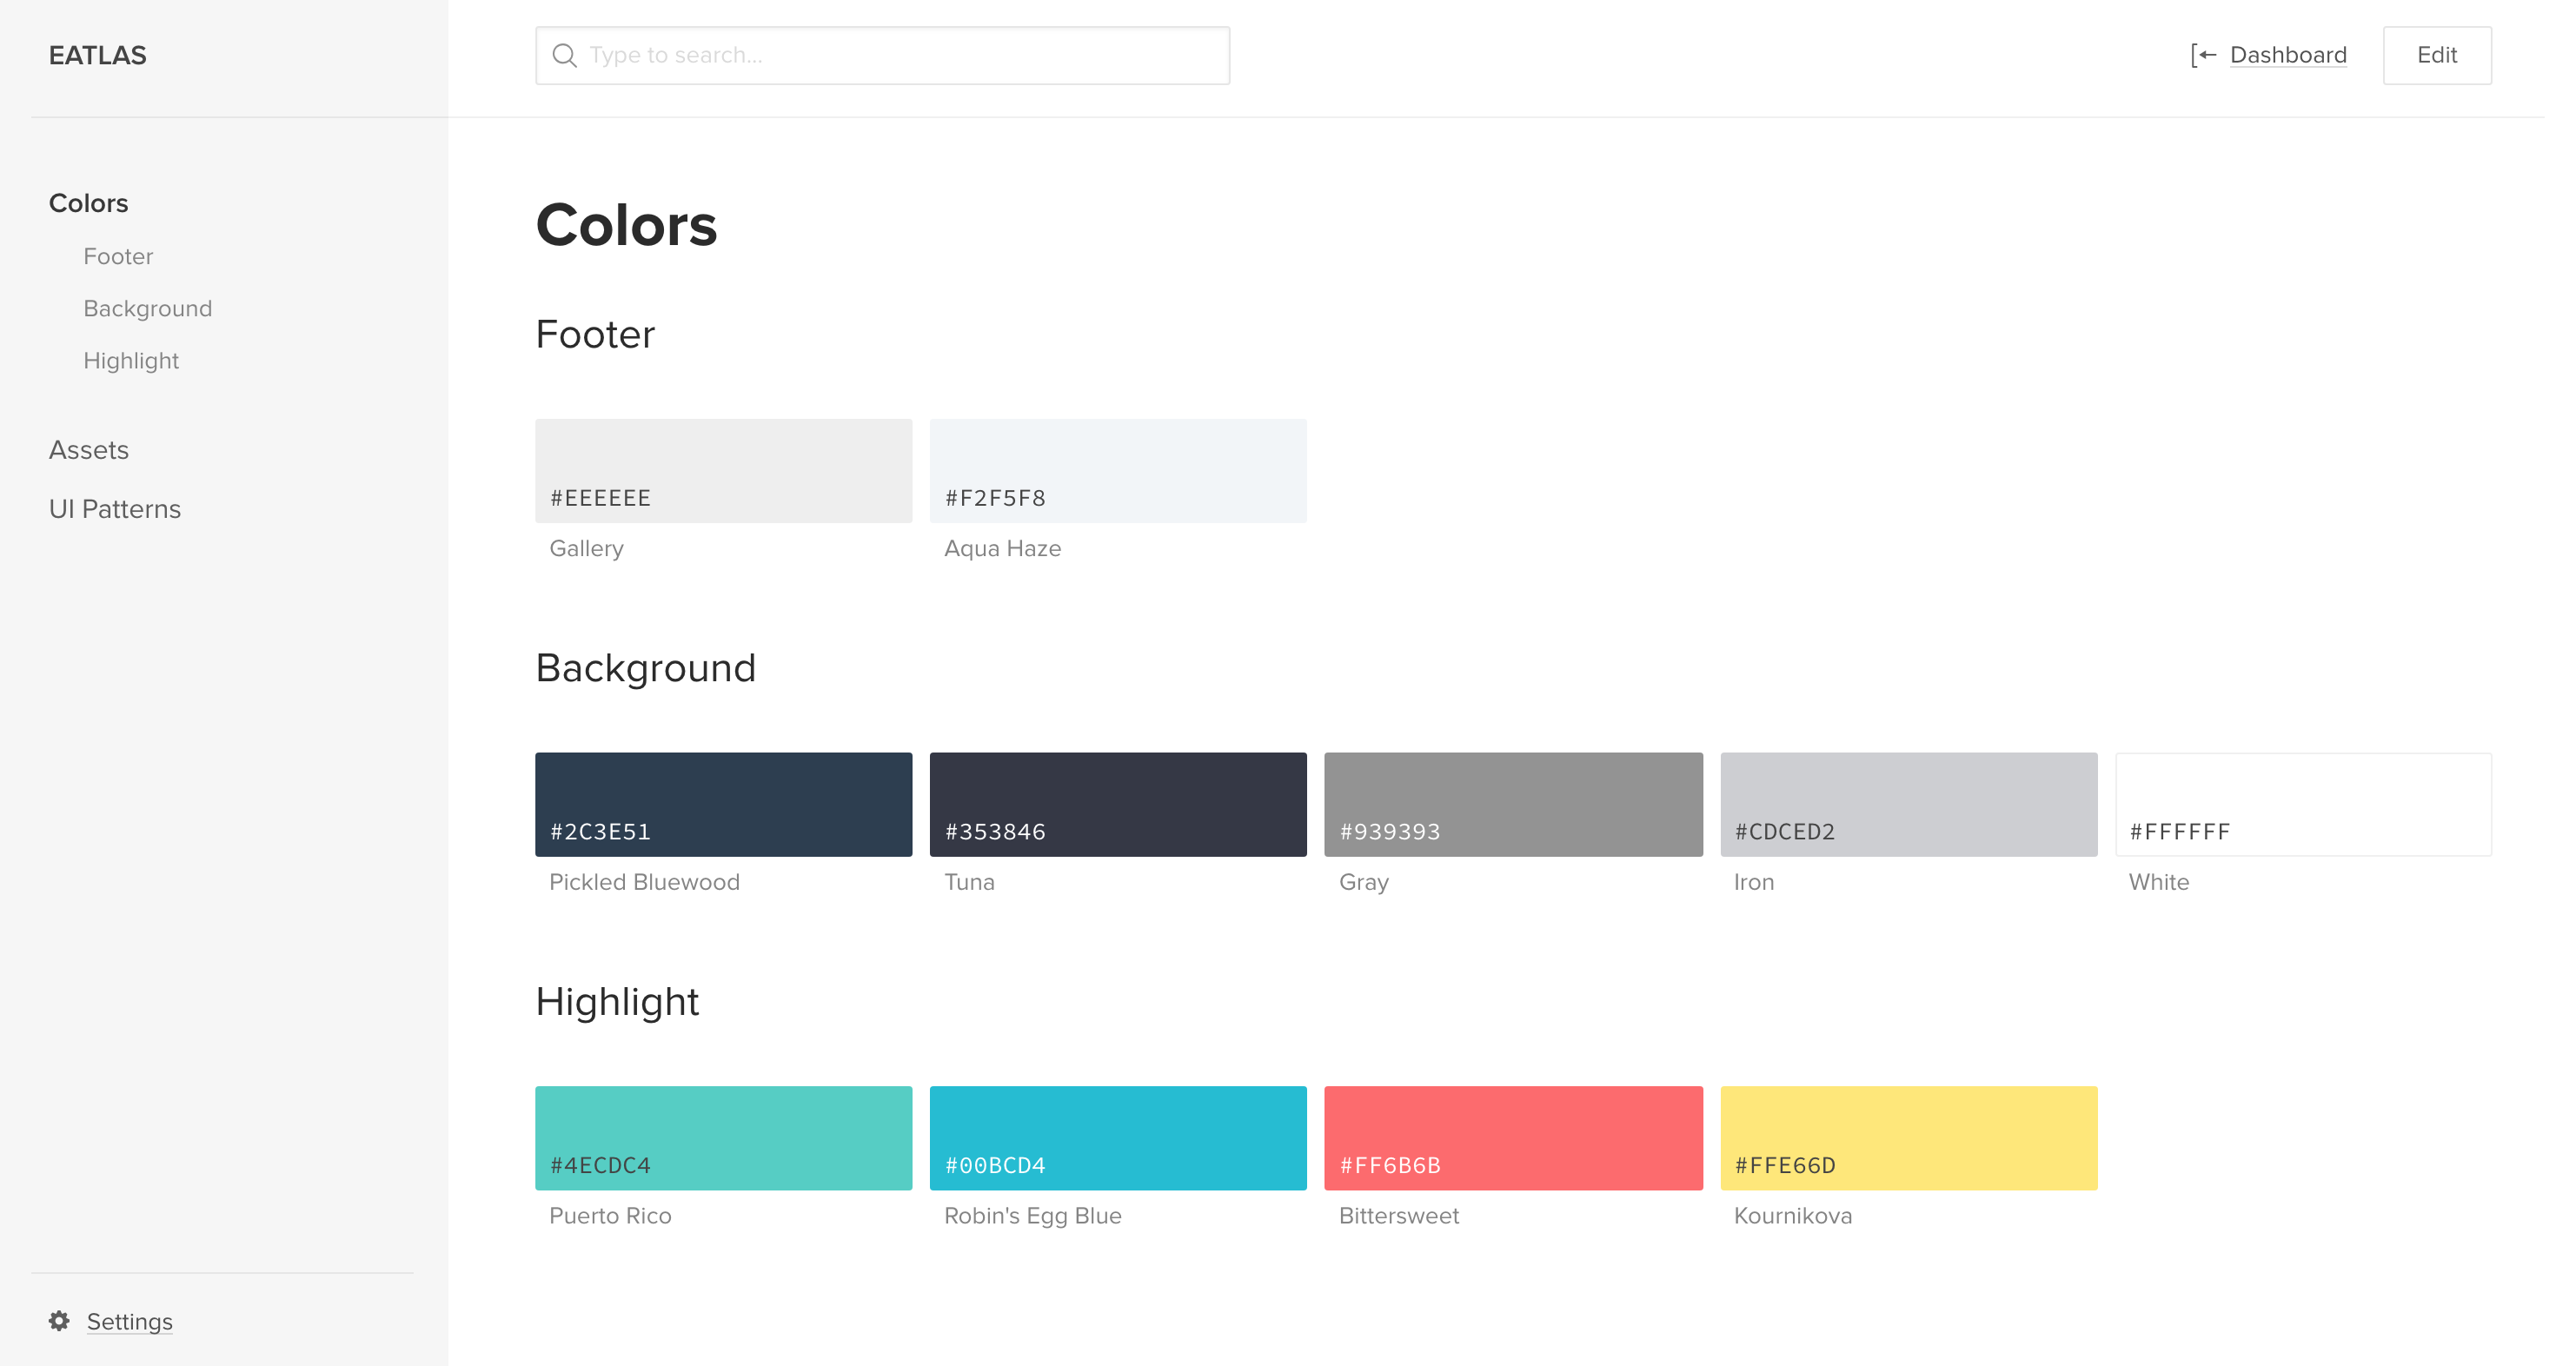 EATLAS
Type to search...
Dashboard
Edit
Colors
Footer
Background
Highlight
Assets
UI Patterns
Settings
Colors
Footer
#EEEEEE
Gallery
#F2F5F8
Aqua Haze
Background
#2C3E51
Pickled Bluewood
#353846
Tuna
#939393
Gray
#CDCED2
Iron
#FFFFFF
White
Highlight
#4ECDC4
Puerto Rico
#00BCD4
Robin's Egg Blue
#FF6B6B
Bittersweet
#FFE66D
Kournikova